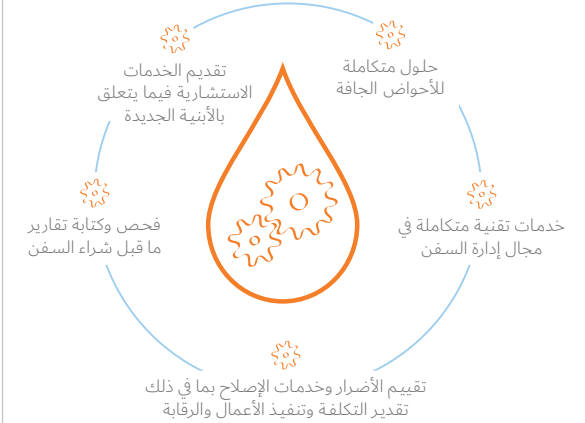 حلول متكاملة
للأحواض الجافة
تقديم الخدمات
الاستشارية فيما يتعلق
بالأبنية الجديدة
خدمات تقنية متكاملة في
مجال إدارة السفن
فحص وكتابة تقارير
ما قبل شراء السفن
تقييم الأضرار وخدمات الإصلاح بما في ذلك
تقدير التكلفة وتنفيذ الأعمال والرقابة